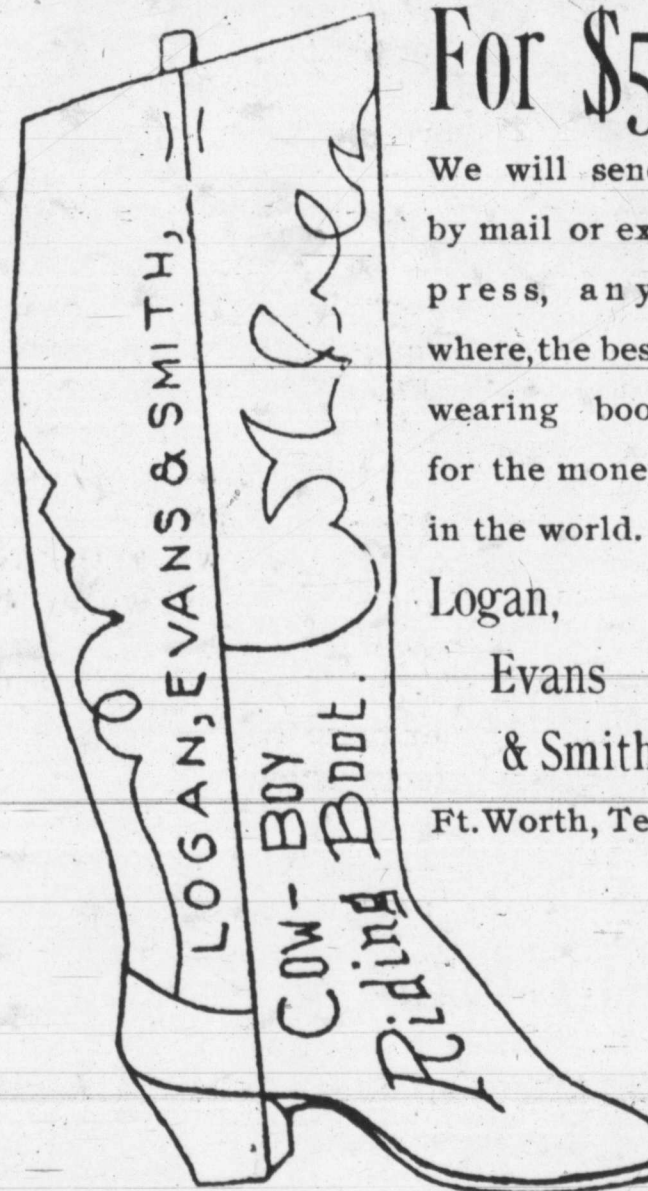 For $5
We will send
by mail or ex
press, any
where, the bes
wearing boo
for the mone
in the world.
Logan,
Evans
& Smith
Ft. Worth, Te
LOGAN, EVANS & SMITH,
COW-BOY
Riding Boot.